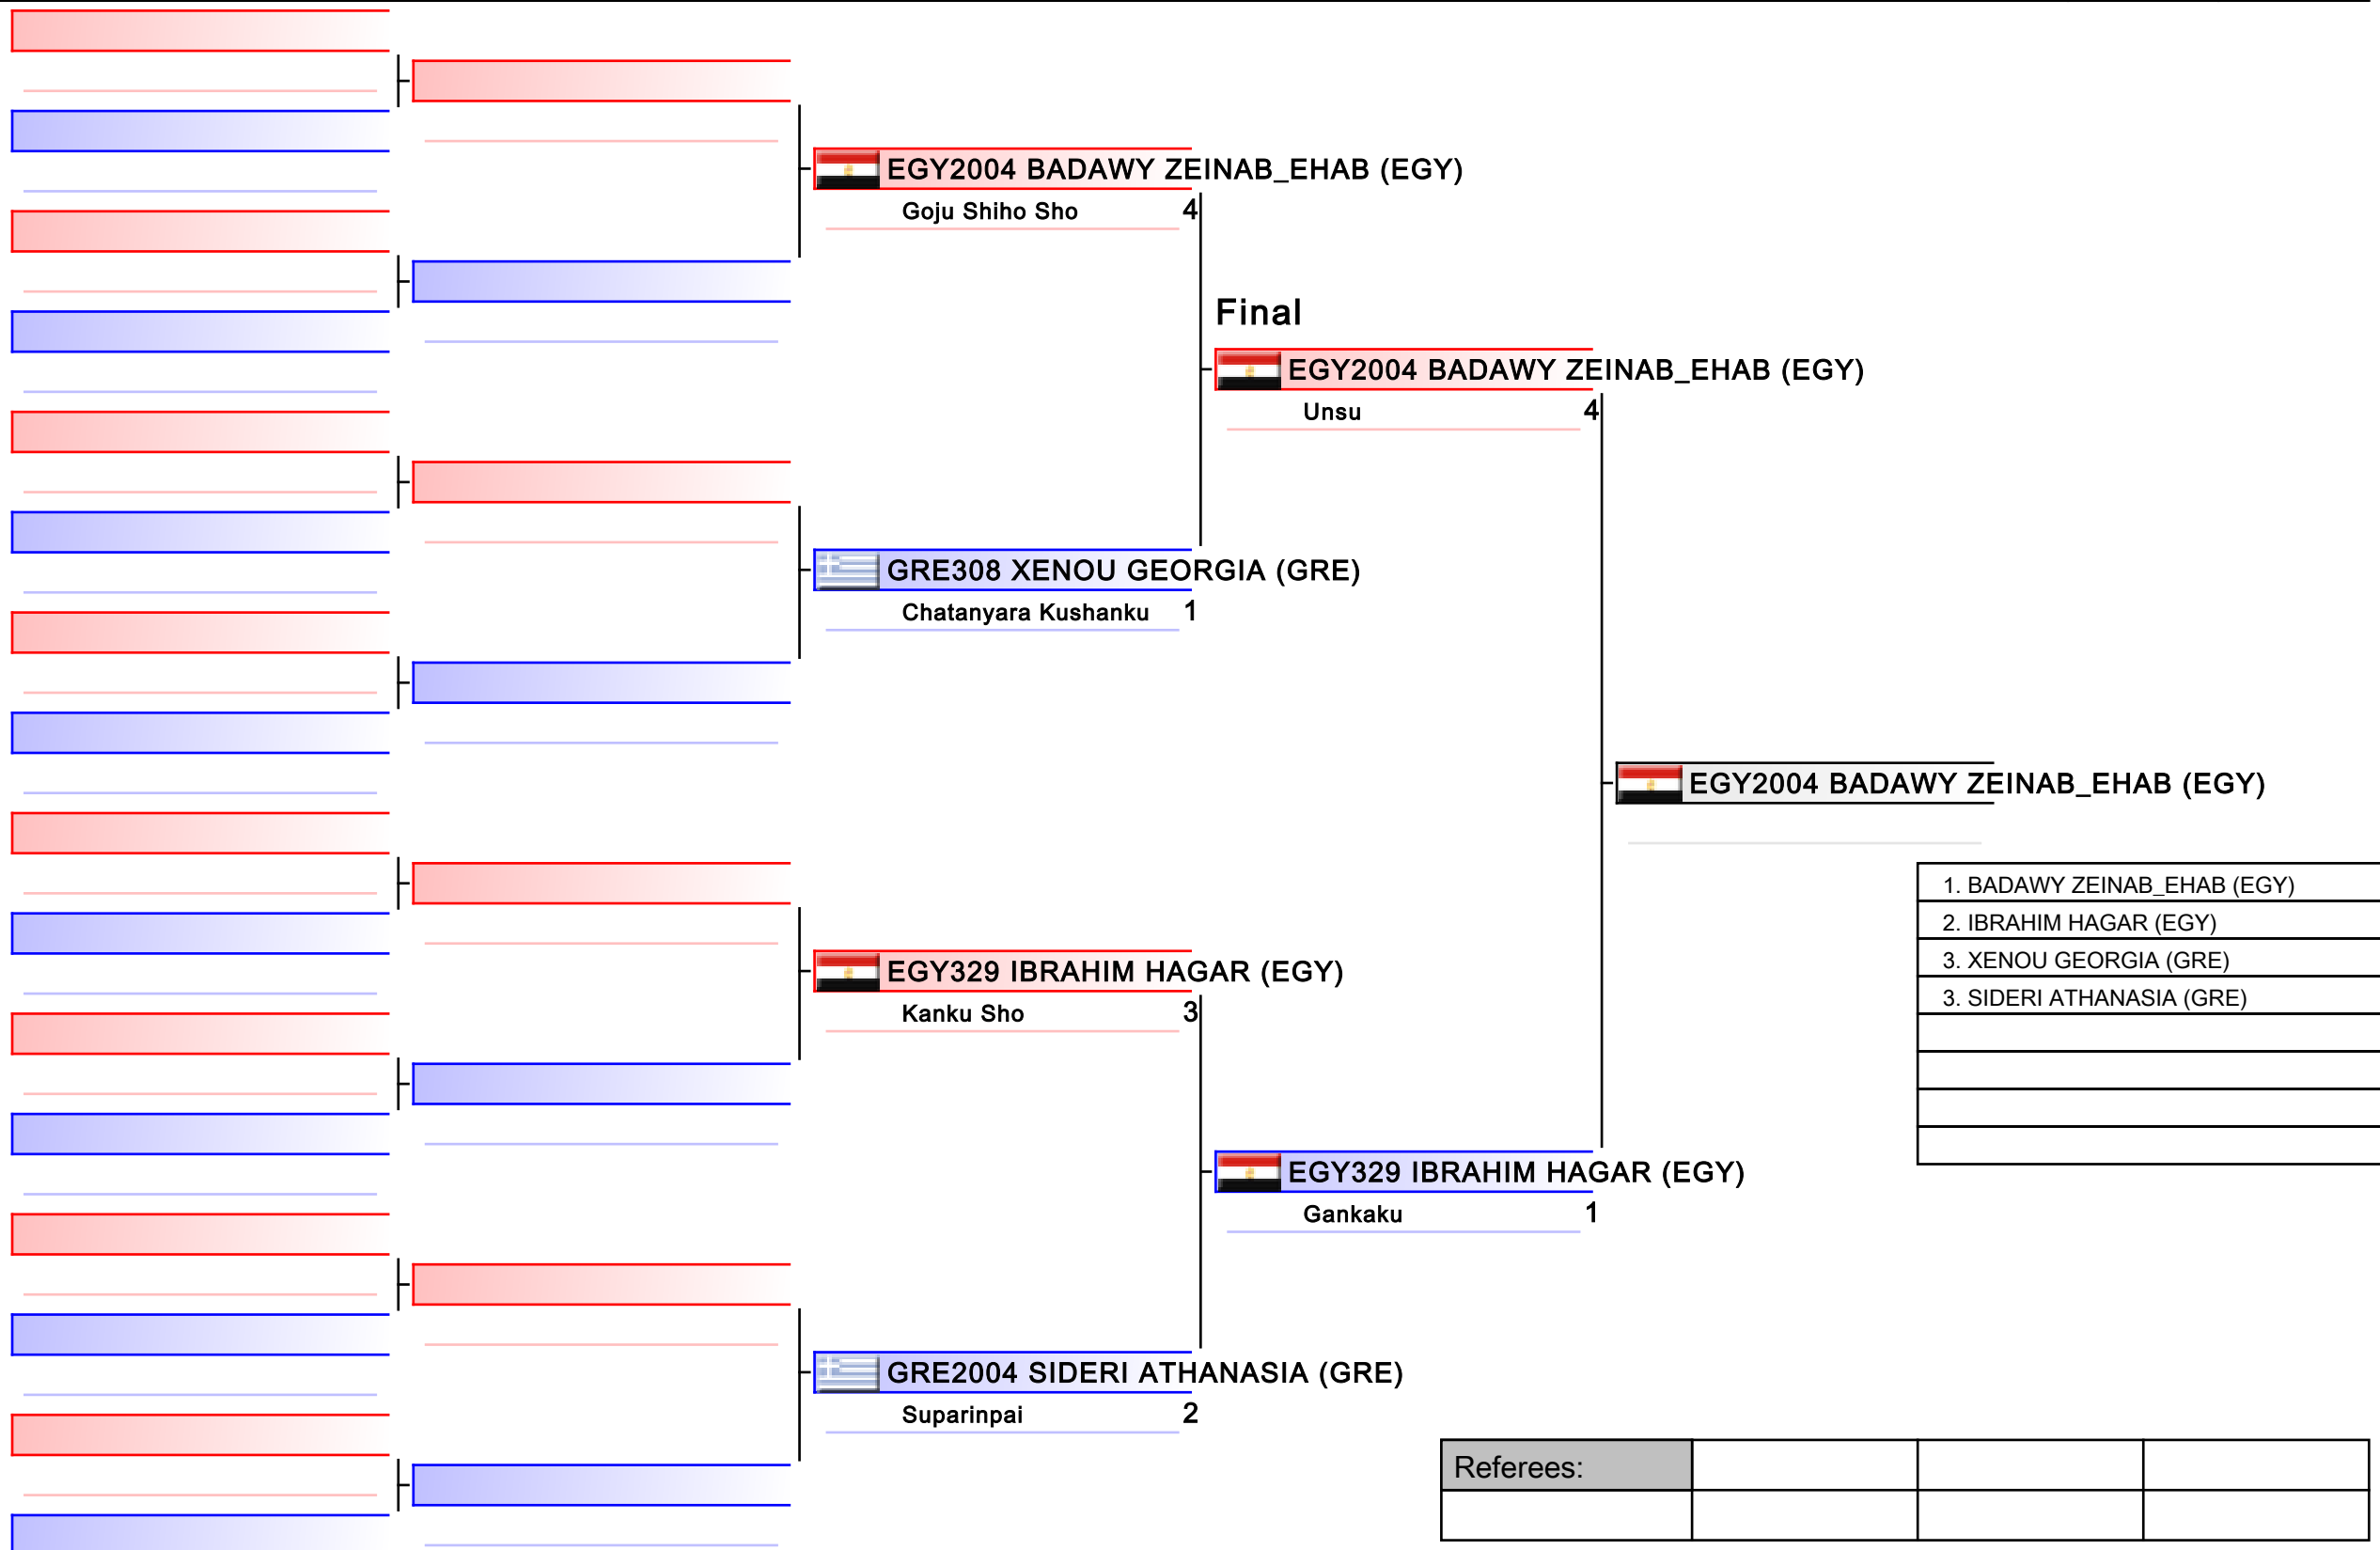 EGY2004 BADAWY ZEINAB_EHAB (EGY)
Goju Shiho Sho 4
Final
EGY2004 BADAWY ZEINAB_EHAB (EGY)
Unsu 4
GRE308 XENOU GEORGIA (GRE)
Chatanyara Kushanku 1
EGY2004 BADAWY ZEINAB_EHAB (EGY)
1. BADAWY ZEINAB_EHAB (EGY)
2. IBRAHIM HAGAR (EGY)
3. XENOU GEORGIA (GRE)
3. SIDERI ATHANASIA (GRE)
EGY329 IBRAHIM HAGAR (EGY)
Kanku Sho 3
EGY329 IBRAHIM HAGAR (EGY)
Gankaku 1
GRE2004 SIDERI ATHANASIA (GRE)
Suparinpai 2
Referees: